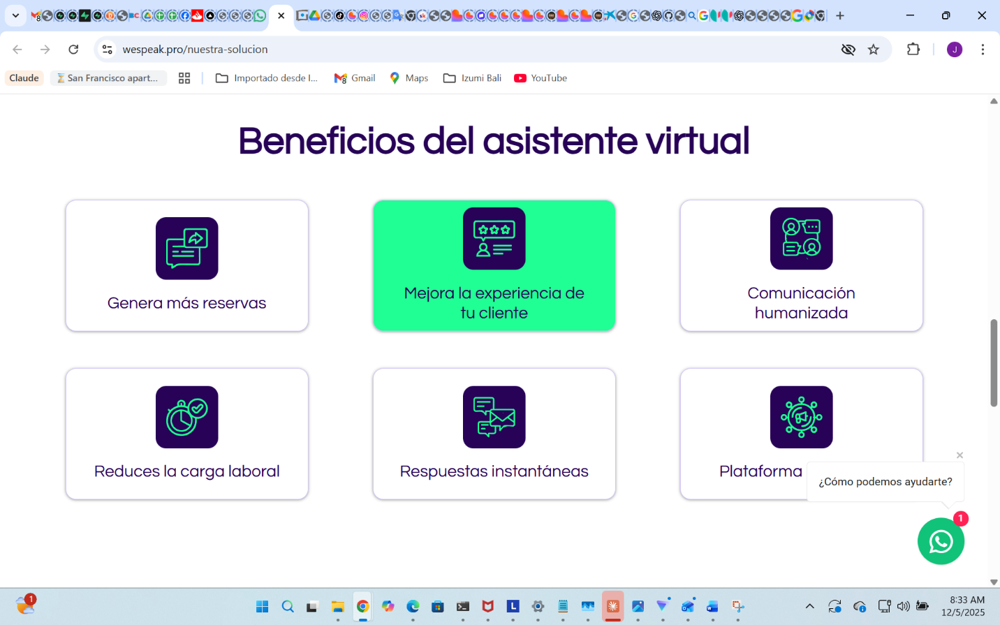 wespeak.pro/nuestra-solucion
J
Claude
San Francisco apart...
Importado desde I...
Gmail
Maps
Izumi Bali
YouTube
Beneficios del asistente virtual
Genera más reservas
Mejora la experiencia de
tu cliente
Comunicación
humanizada
Reduces la carga laboral
Respuestas instantáneas
Plataforma
¿Cómo podemos ayudarte?
1
1
L
8:33 AM
12/5/2025